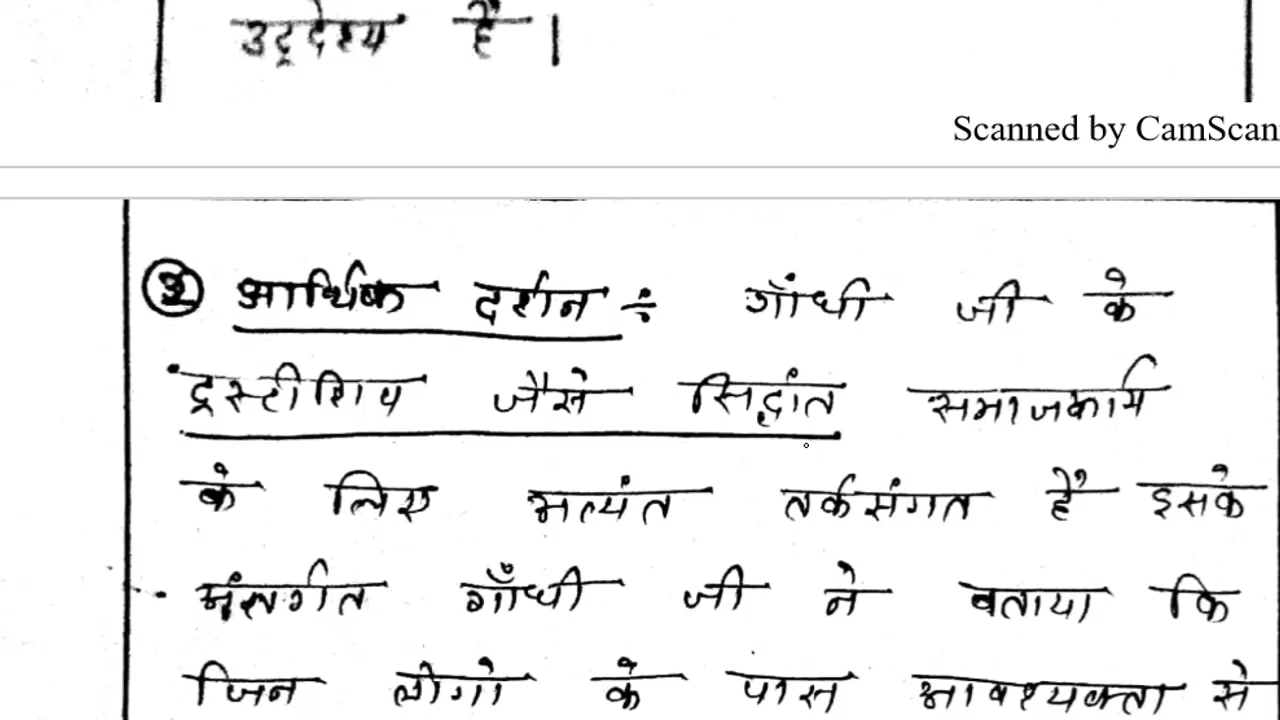 उद्देश्य है।
Scanned by CamScan
③ आर्थिक दर्शन ÷ गाँधी जी के
ट्रस्टीशिप जैसे सिद्धांत समाजकार्य
के लिए अत्यंत तर्कसंगत है इसके
अंतर्गत गाँधी जी ने बताया कि
जिन लोगो के पास आवश्यकता से